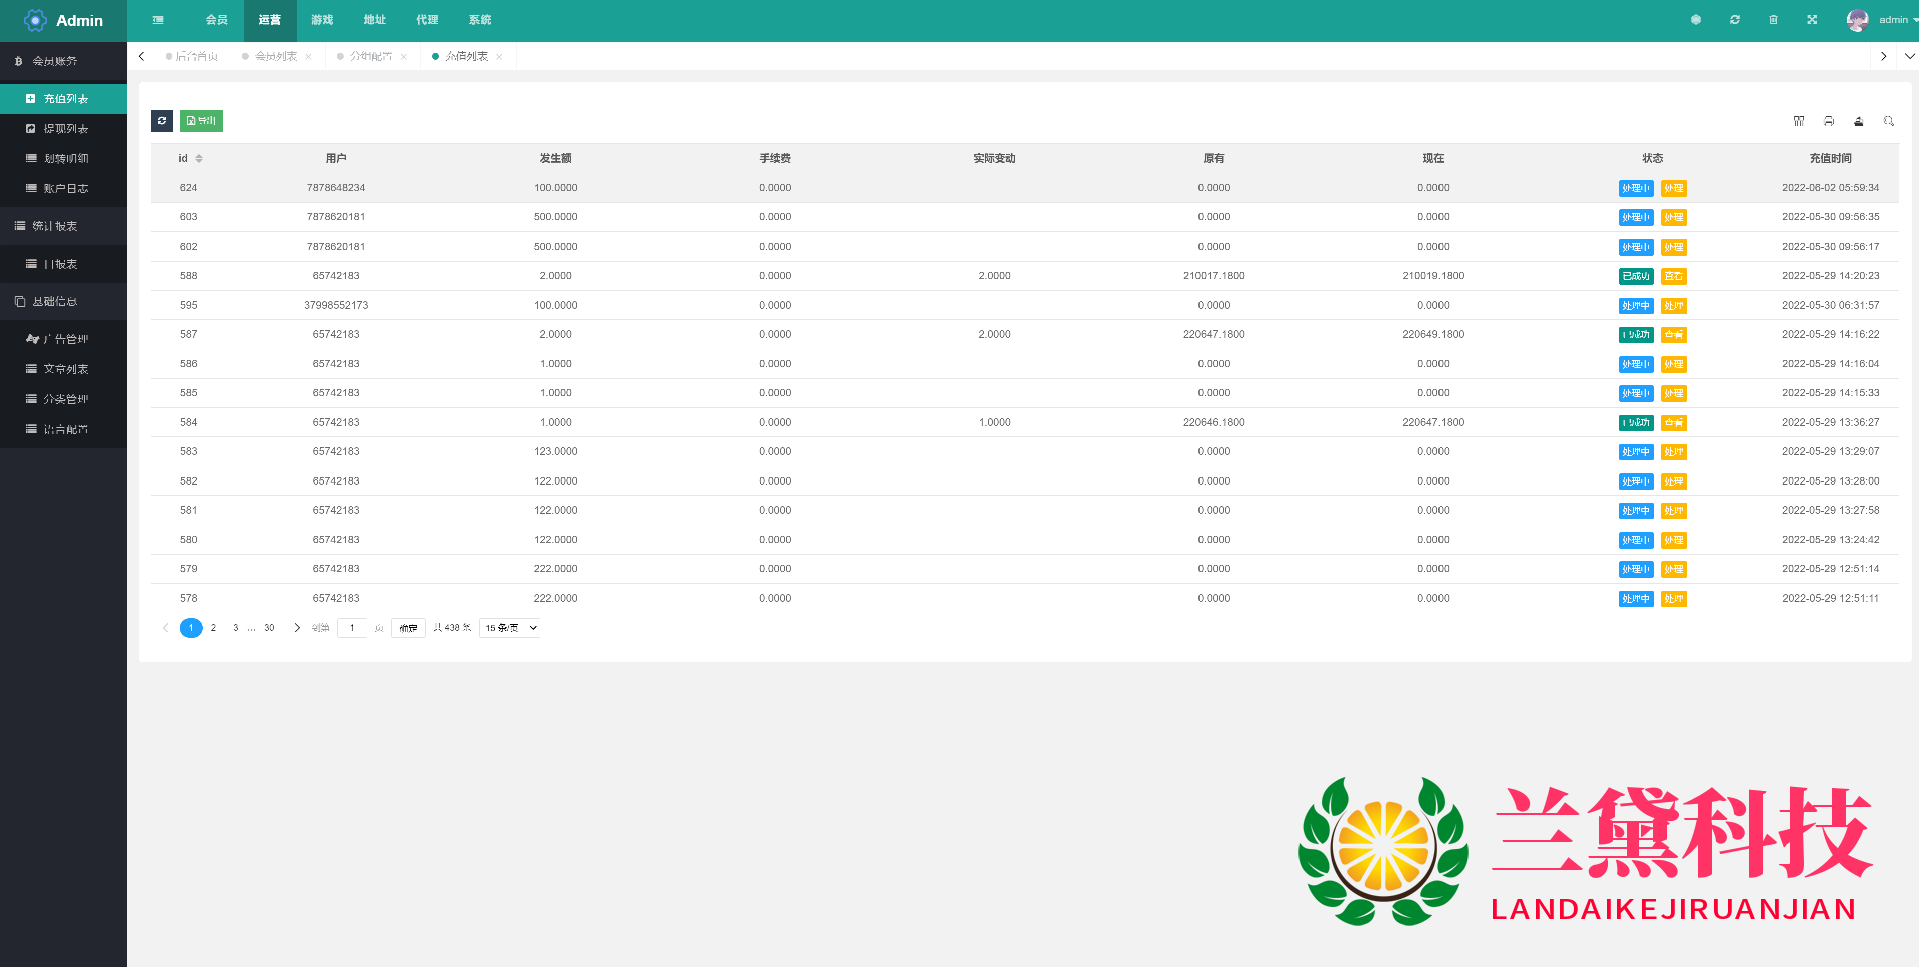 Admin
会员
运营
游戏
地址
代理
系统
admin
会员账务
充值列表
提现列表
划转明细
账户日志
统计报表
日报表
基础信息
广告管理
文章列表
分类管理
语言配置
后台首页
会员列表
分组配置
充值列表
导出
id 用户 发生额 手续费 实际变动 原有 现在 状态 充值时间
624 7878648234 100.0000 0.0000 0.0000 0.0000 处理中 处理 2022-06-02 05:59:34
603 7878620181 500.0000 0.0000 0.0000 0.0000 处理中 处理 2022-05-30 09:56:35
602 7878620181 500.0000 0.0000 0.0000 0.0000 处理中 处理 2022-05-30 09:56:17
588 65742183 2.0000 0.0000 2.0000 210017.1800 210019.1800 已成功 查看 2022-05-29 14:20:23
595 37998552173 100.0000 0.0000 0.0000 0.0000 处理中 处理 2022-05-30 06:31:57
587 65742183 2.0000 0.0000 2.0000 220647.1800 220649.1800 已成功 查看 2022-05-29 14:16:22
586 65742183 1.0000 0.0000 0.0000 0.0000 处理中 处理 2022-05-29 14:16:04
585 65742183 1.0000 0.0000 0.0000 0.0000 处理中 处理 2022-05-29 14:15:33
584 65742183 1.0000 0.0000 1.0000 220646.1800 220647.1800 已成功 查看 2022-05-29 13:36:27
583 65742183 123.0000 0.0000 0.0000 0.0000 处理中 处理 2022-05-29 13:29:07
582 65742183 122.0000 0.0000 0.0000 0.0000 处理中 处理 2022-05-29 13:28:00
581 65742183 122.0000 0.0000 0.0000 0.0000 处理中 处理 2022-05-29 13:27:58
580 65742183 122.0000 0.0000 0.0000 0.0000 处理中 处理 2022-05-29 13:24:42
579 65742183 222.0000 0.0000 0.0000 0.0000 处理中 处理 2022-05-29 12:51:14
578 65742183 222.0000 0.0000 0.0000 0.0000 处理中 处理 2022-05-29 12:51:11
1 2 3 … 30 到第 1 页 确定 共 438 条 15 条/页
兰黛科技
LANDAIKEJIRUANJIAN